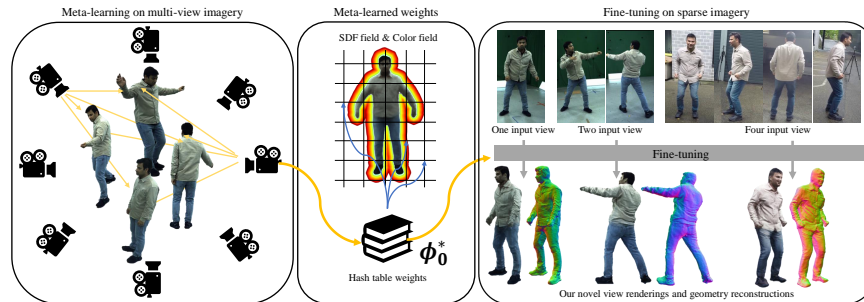 Meta-learning on multi-view imagery
Meta-learned weights
SDF field & Color field
ϕ₀*
Hash table weights
Fine-tuning on sparse imagery
One input view
Two input view
Four input view
Fine-tuning
Our novel view renderings and geometry reconstructions